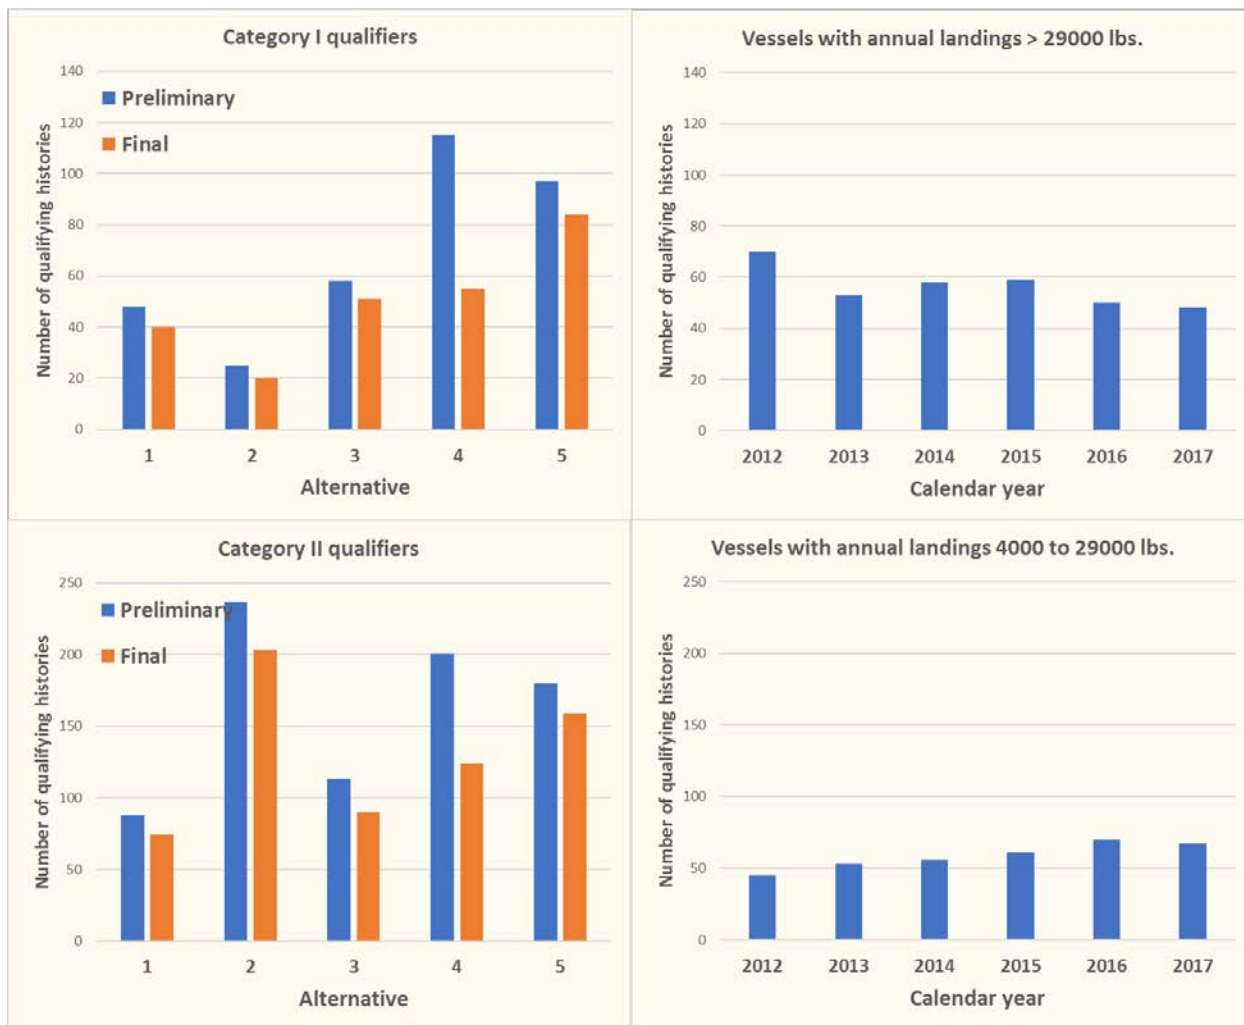 Category I qualifiers
Number of qualifying histories
140
120
100
80
60
40
20
0
Preliminary
Final
1 2 3 4 5
Alternative
Vessels with annual landings > 29000 lbs.
Number of qualifying histories
140
120
100
80
60
40
20
0
2012 2013 2014 2015 2016 2017
Calendar year
Category II qualifiers
Number of qualifying histories
250
200
150
100
50
0
Preliminary
Final
1 2 3 4 5
Alternative
Vessels with annual landings 4000 to 29000 lbs.
Number of qualifying histories
250
200
150
100
50
0
2012 2013 2014 2015 2016 2017
Calendar year